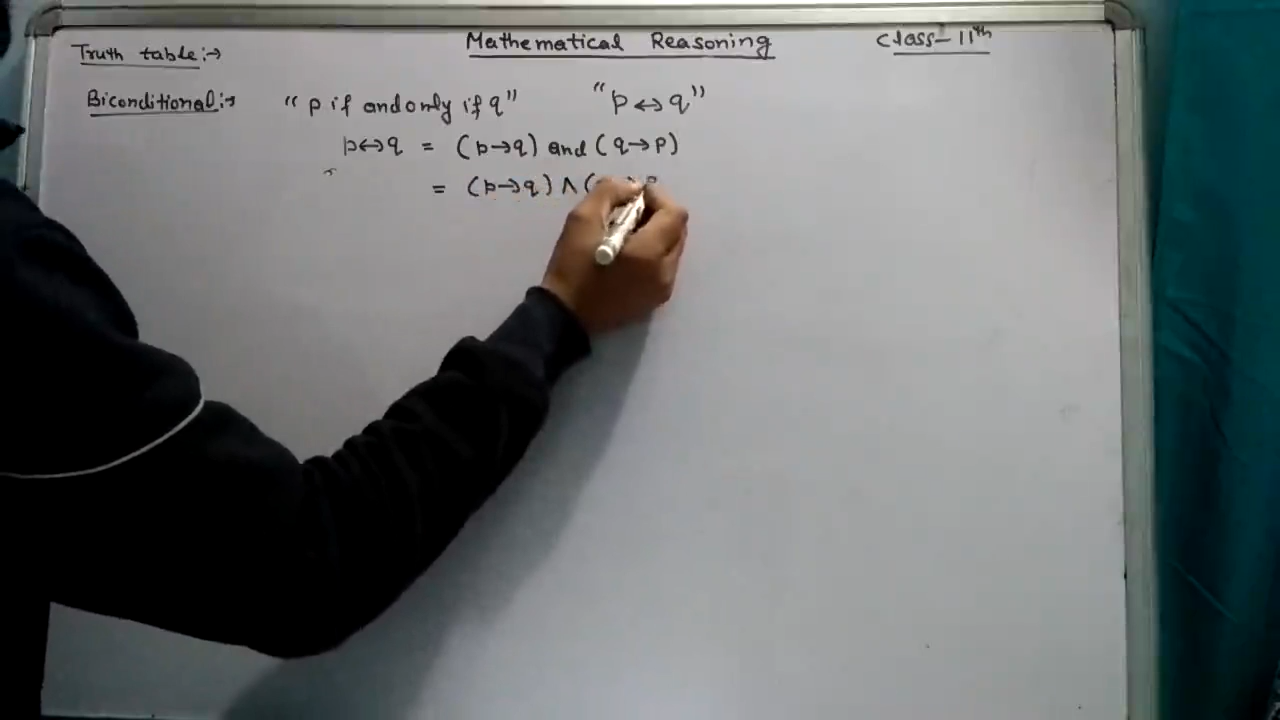 Mathematical Reasoning
Class- 11th
Truth table:→
Biconditional:→ "p if and only if q" "p↔q"
p↔q = (p→q) and (q→p)
= (p→q) ∧ (